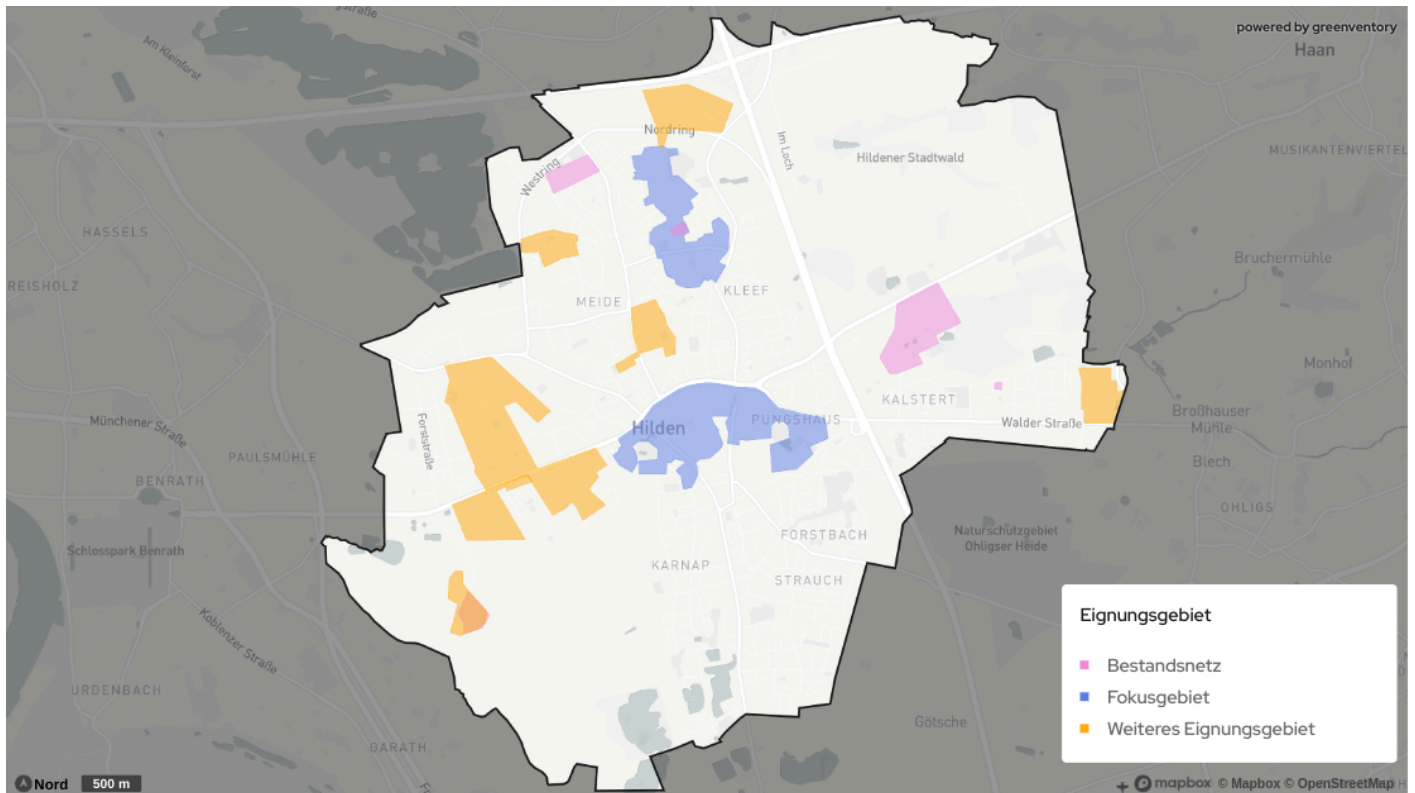 powered by greenventory
Haan
Am Kleinforst
Nordring
Im Loch
Westring
Hildener Stadtwald
MUSIKANTENVIERTEL
HASSELS
REISHOLZ
Bruchermühle
MEIDE
KLEEF
Monhof
KALSTERT
Münchener Straße
Forststraße
Hilden
PUNGSHAUS
Walder Straße
Broßhauser
Mühle
PAULSMÜHLE
Blech
BENRATH
OHLIGS
Schlosspark Benrath
FORSTBACH
Naturschutzgebiet
Ohligser Heide
KARNAP
STRAUCH
Koblenzer Straße
URDENBACH
GARATH
Götsche
Eignungsgebiet
Bestandsnetz
Fokusgebiet
Weiteres Eignungsgebiet
Nord
500 m
mapbox © Mapbox © OpenStreetMap